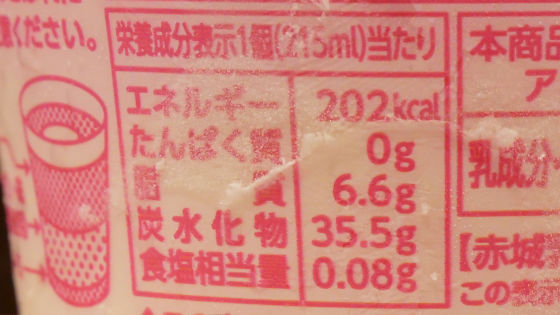 ください。
栄養成分表示1個(215ml)当たり
エネルギー 202kcal
たんぱく質 0g
脂質 6.6g
炭水化物 35.5g
食塩相当量 0.08g
本商品
ア
乳成分
【赤城
この表示